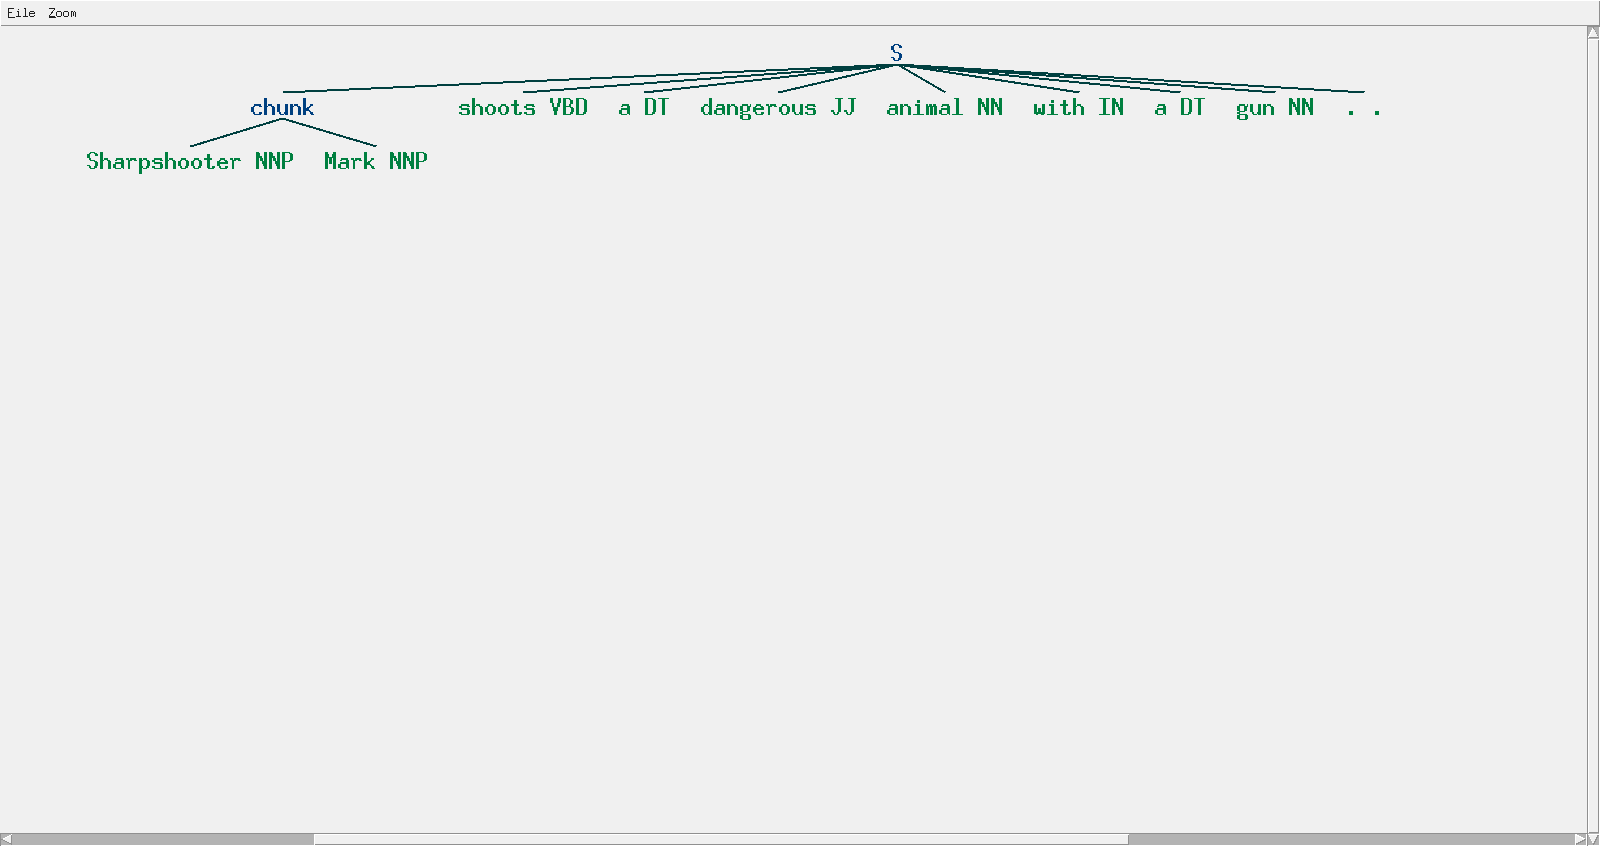 File Zoom
S
chunk shoots VBD a DT dangerous JJ animal NN with IN a DT gun NN . .
Sharpshooter NNP Mark NNP